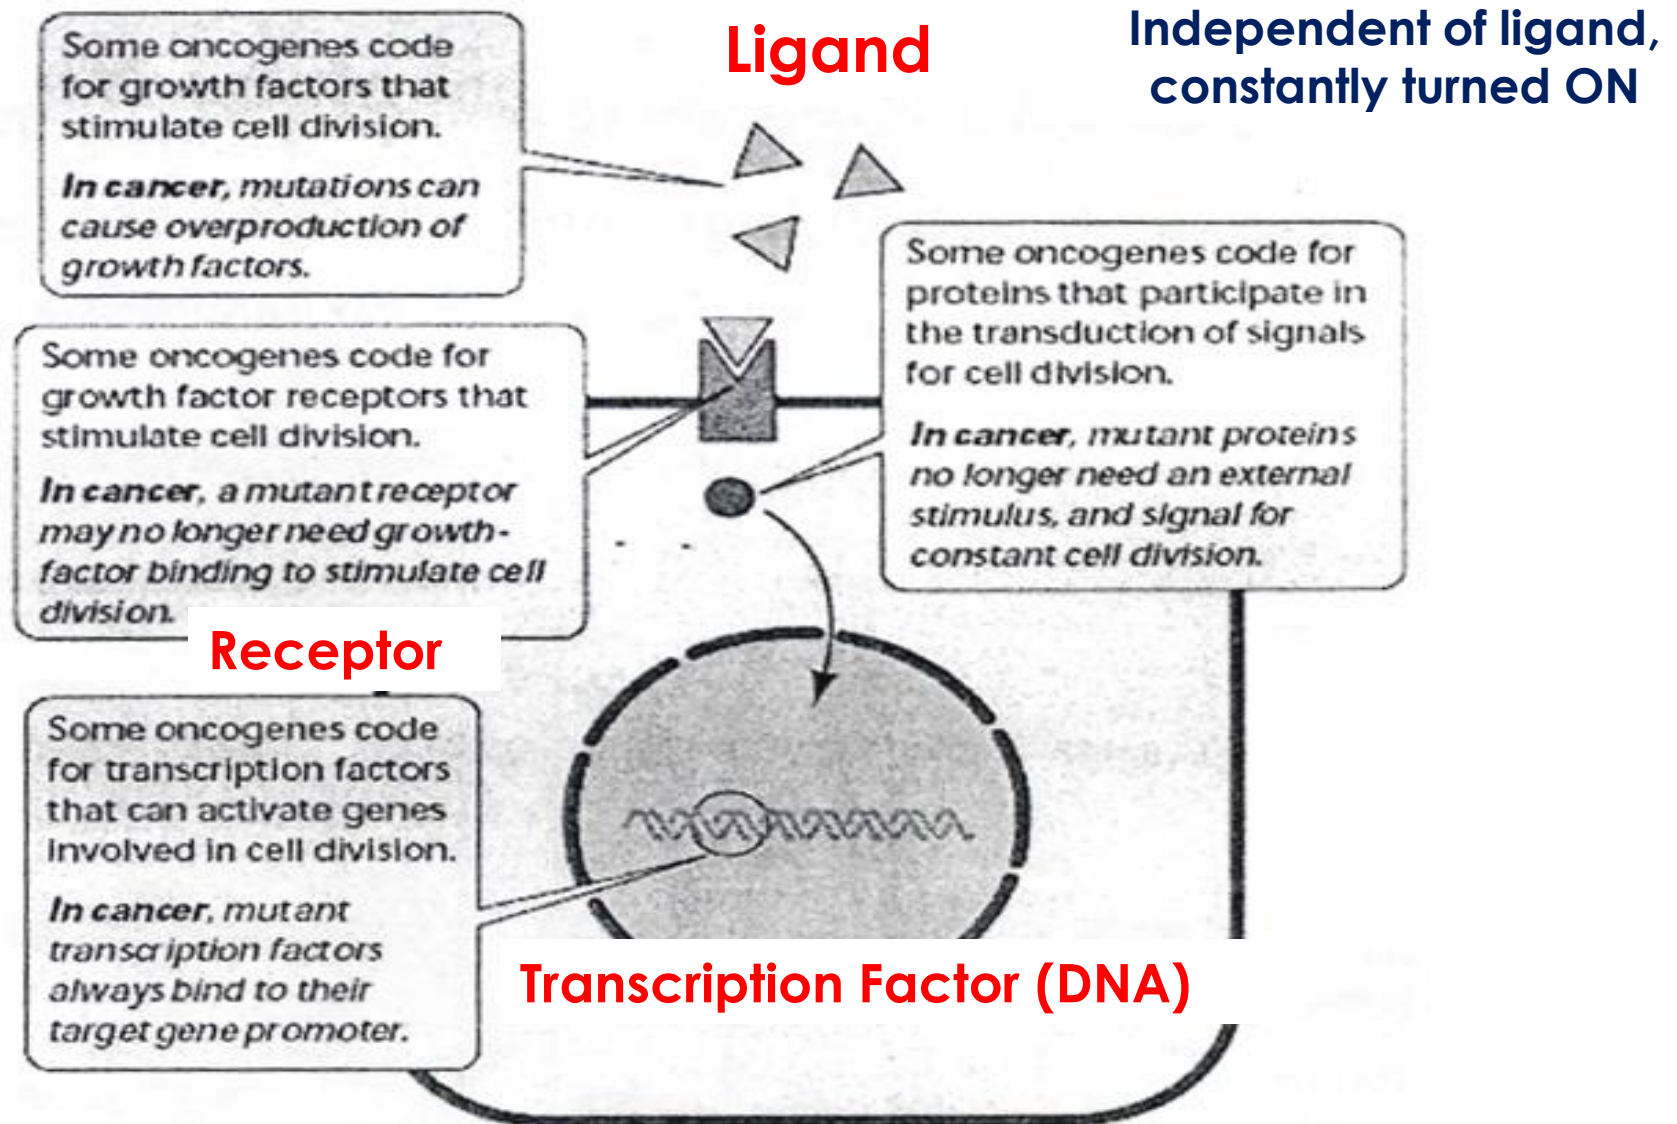 Ligand
Independent of ligand,
constantly turned ON
Some oncogenes code
for growth factors that
stimulate cell division.
In cancer, mutations can
cause overproduction of
growth factors.
Some oncogenes code for
growth factor receptors that
stimulate cell division.
In cancer, a mutant receptor
may no longer need growth-
factor binding to stimulate cell
division.
Receptor
Some oncogenes code for
proteins that participate in
the transduction of signals
for cell division.
In cancer, mutant proteins
no longer need an external
stimulus, and signal for
constant cell division.
Some oncogenes code
for transcription factors
that can activate genes
involved in cell division.
In cancer, mutant
transcription factors
always bind to their
target gene promoter.
Transcription Factor (DNA)